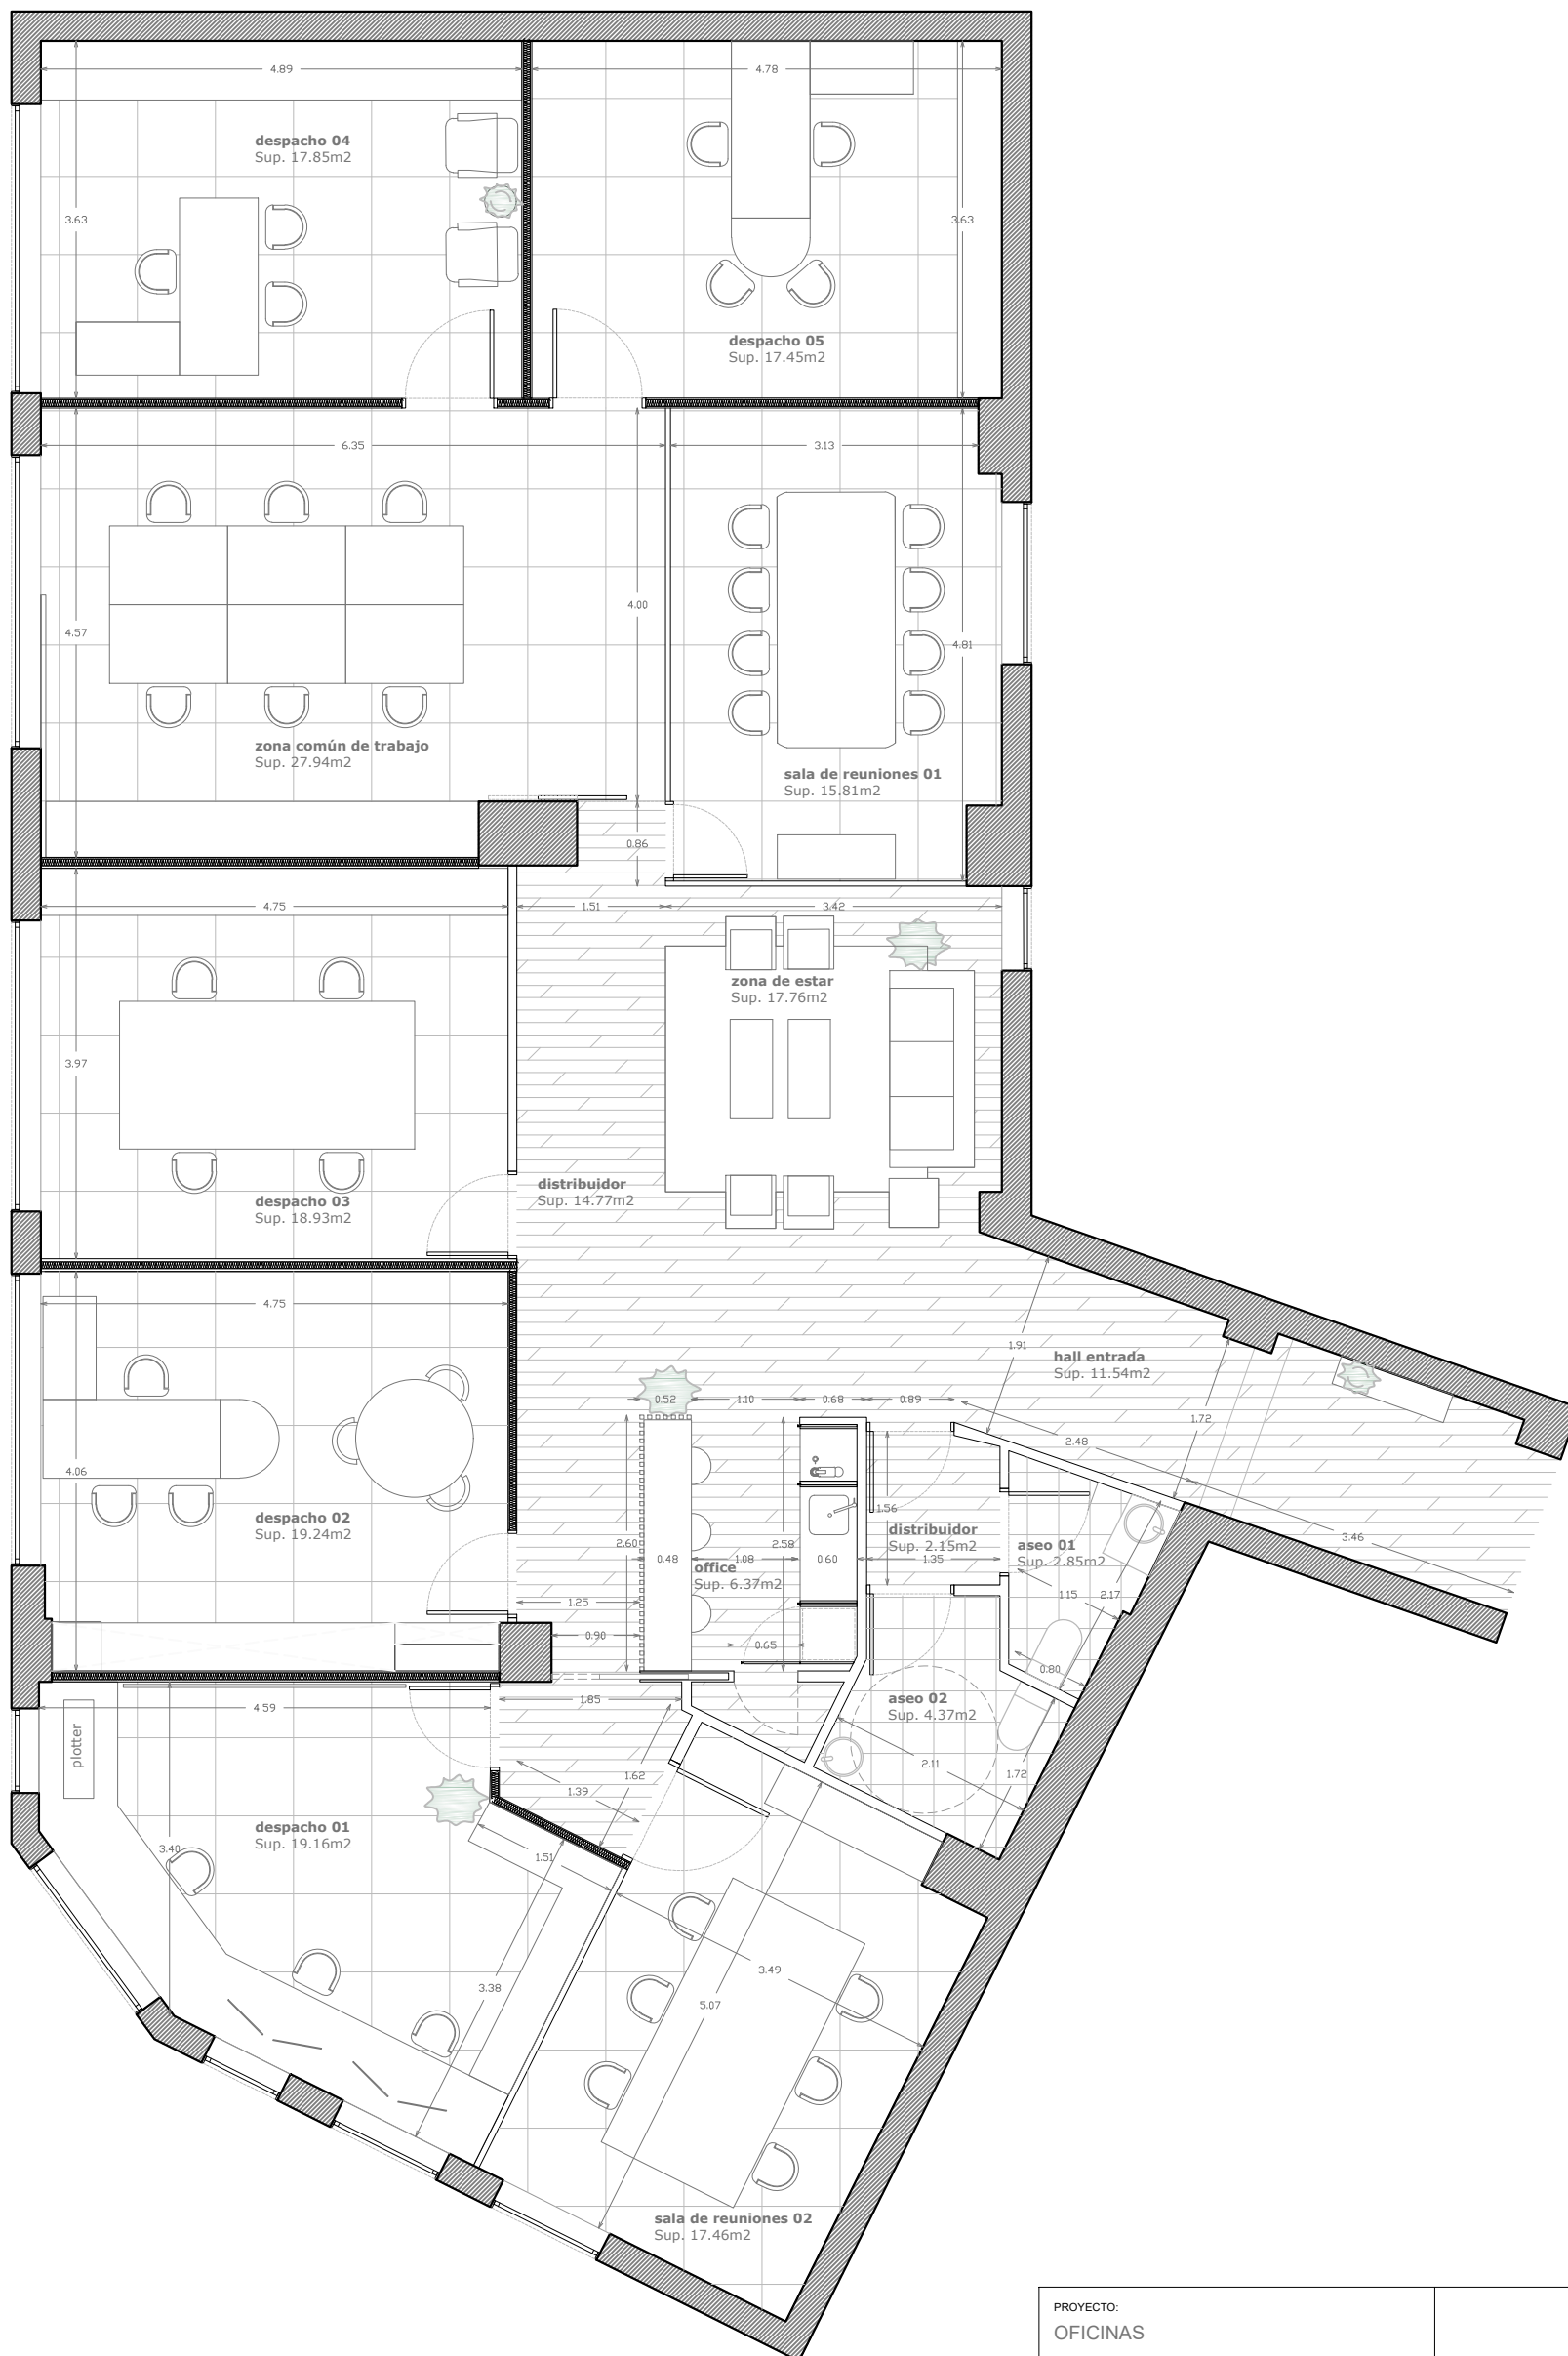 4.89
4.78
despacho 04
Sup. 17.85m2
3.63
3.63
despacho 05
Sup. 17.45m2
6.35
3.13
4.00
4.57
4.81
zona común de trabajo
Sup. 27.94m2
sala de reuniones 01
Sup. 15.81m2
0.86
4.75
1.51
3.42
zona de estar
Sup. 17.76m2
3.97
distribuidor
Sup. 14.77m2
despacho 03
Sup. 18.93m2
4.75
1.91
hall entrada
Sup. 11.54m2
0.52
1.10
0.68
0.89
1.72
2.48
4.06
despacho 02
Sup. 19.24m2
1.56
distribuidor
Sup. 2.15m2
3.46
2.60
2.58
aseo 01
Sup. 2.85m2
0.48
1.08
0.60
1.35
office
Sup. 6.37m2
1.15
2.17
1.25
0.90
0.65
0.80
aseo 02
Sup. 4.37m2
4.59
1.85
plotter
2.11
1.72
1.62
1.39
despacho 01
Sup. 19.16m2
3.40
1.51
3.49
3.38
5.07
sala de reuniones 02
Sup. 17.46m2
PROYECTO:
OFICINAS